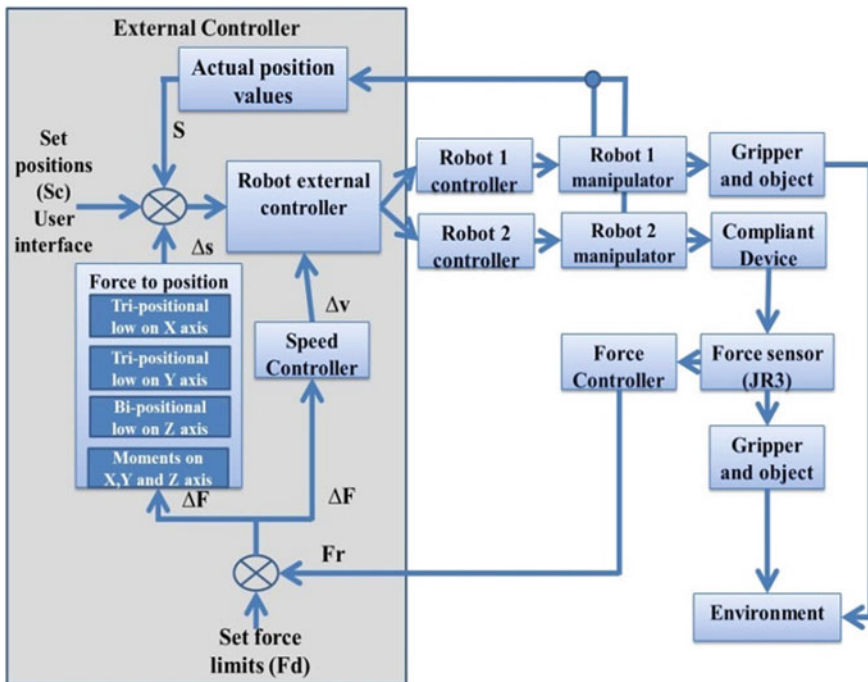 External Controller
Actual position
values
S
Set
positions
(Sc)
User
interface
Δs
Robot external
controller
Robot 1
controller
Robot 1
manipulator
Gripper
and object
Robot 2
controller
Robot 2
manipulator
Compliant
Device
Force to position
Tri-positional
low on X axis
Tri-positional
low on Y axis
Bi-positional
low on Z axis
Moments on
X,Y and Z axis
Δv
Speed
Controller
Force
Controller
Force sensor
(JR3)
Gripper
and object
ΔF
ΔF
Fr
Set force
limits (Fd)
Environment